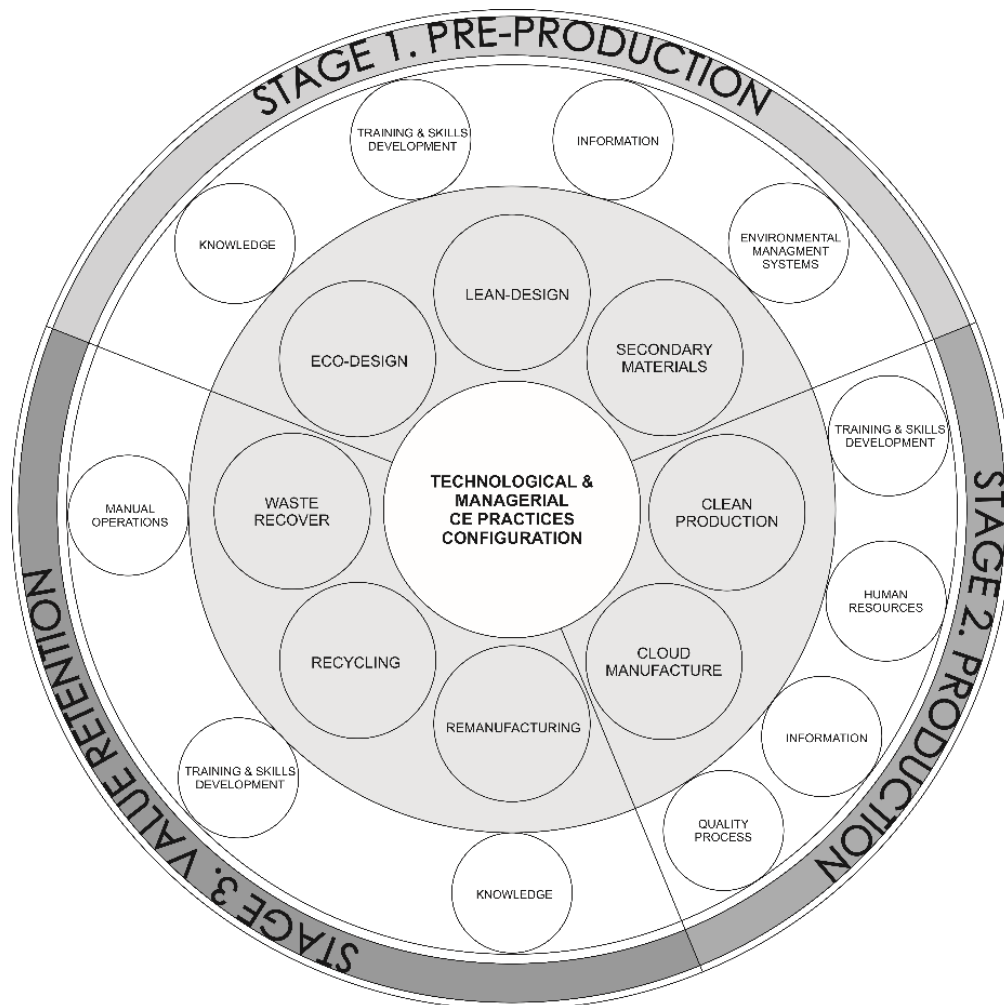 STAGE 1. PRE-PRODUCTION
TRAINING & SKILLS
DEVELOPMENT
INFORMATION
KNOWLEDGE
ENVIRONMENTAL
MANAGMENT
SYSTEMS
LEAN-DESIGN
ECO-DESIGN
SECONDARY
MATERIALS
STAGE 2. PRODUCTION
TRAINING & SKILLS
DEVELOPMENT
HUMAN
RESOURCES
INFORMATION
QUALITY
PROCESS
CLEAN
PRODUCTION
CLOUD
MANUFACTURE
TECHNOLOGICAL &
MANAGERIAL
CE PRACTICES
CONFIGURATION
STAGE 3. VALUE RETENTION
WASTE
RECOVER
RECYCLING
REMANUFACTURING
MANUAL
OPERATIONS
TRAINING & SKILLS
DEVELOPMENT
KNOWLEDGE